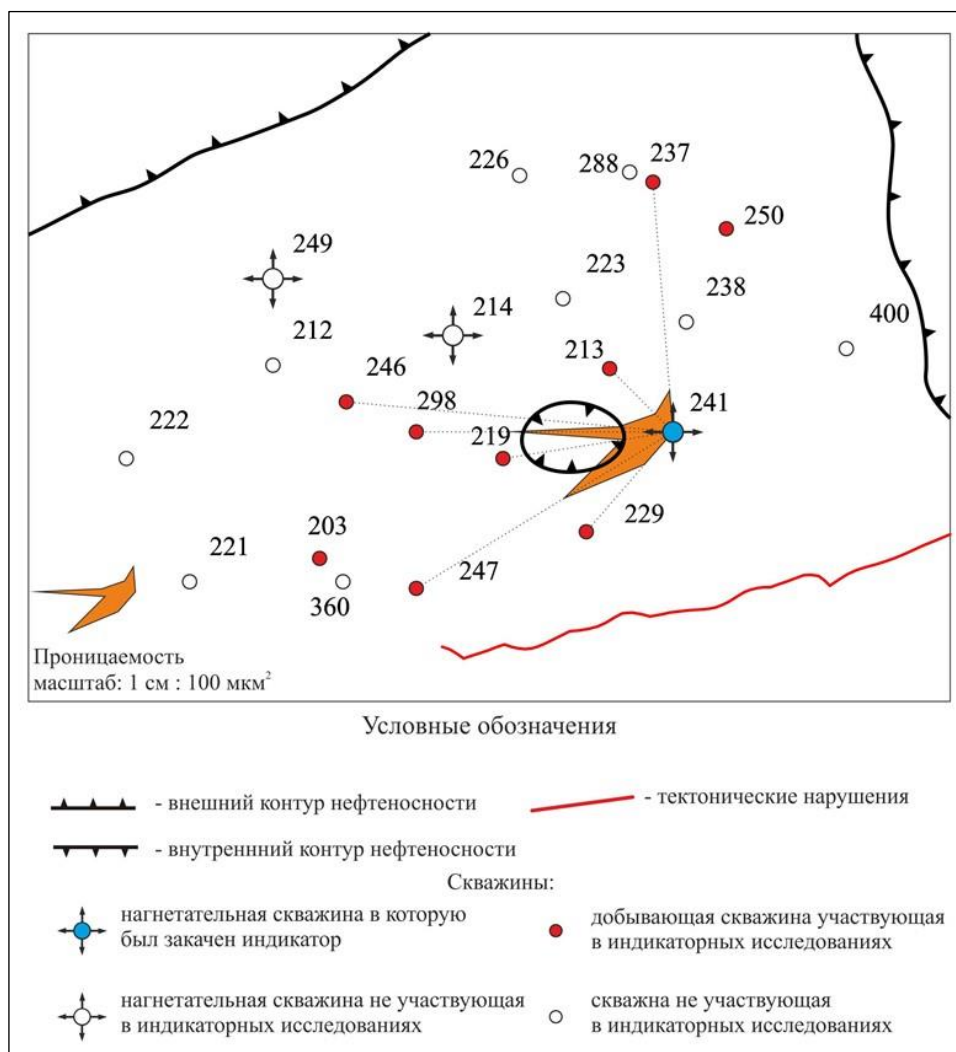 226
288
237
250
249
223
214
238
400
212
213
246
298
241
222
219
229
203
221
247
360
Проницаемость
масштаб: 1 см : 100 мкм²
Условные обозначения
- внешний контур нефтеносности
- тектонические нарушения
- внутреннний контур нефтеносности
Скважины:
нагнетательная скважина в которую
был закачен индикатор
добывающая скважина участвующая
в индикаторных исследованиях
нагнетательная скважина не участвующая
в индикаторных исследованиях
скважна не участвующая
в индикаторных исследованиях